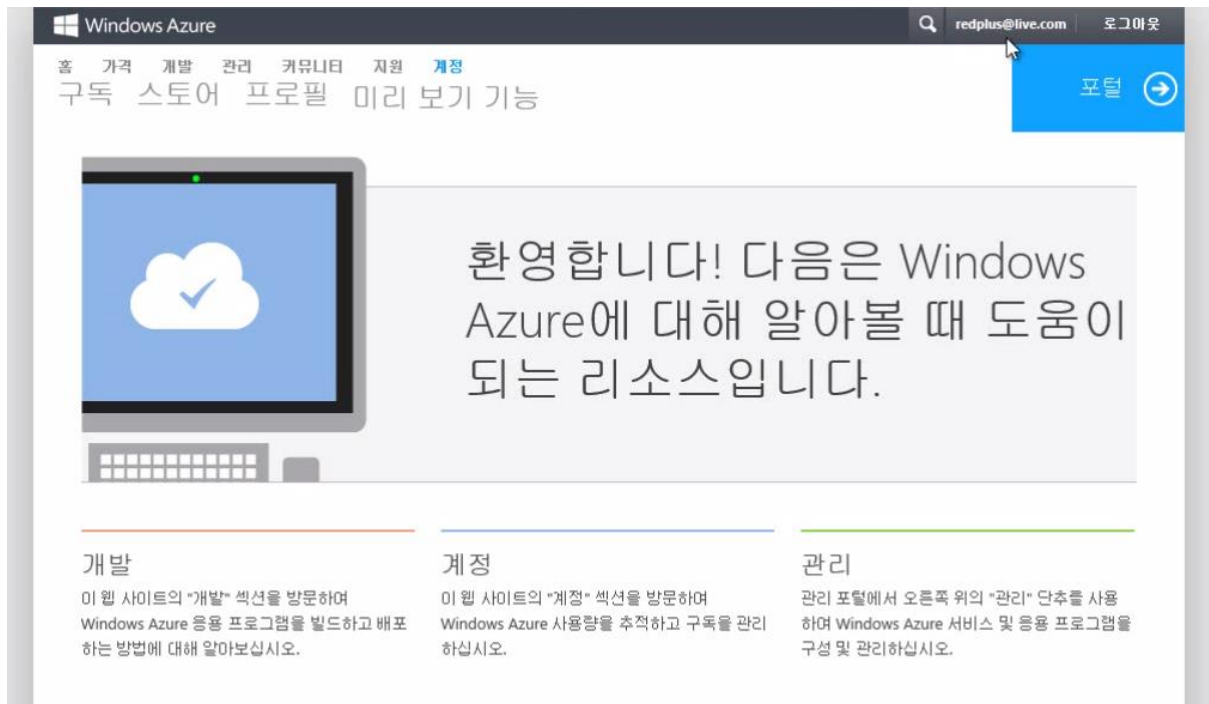 Windows Azure
redplus@live.com 로그아웃
홈 가격 개발 관리 커뮤니티 지원 계정
구독 스토어 프로필 미리 보기 기능
포털
환영합니다! 다음은 Windows
Azure에 대해 알아볼 때 도움이
되는 리소스입니다.
개발
이 웹 사이트의 "개발" 섹션을 방문하여
Windows Azure 응용 프로그램을 빌드하고 배포
하는 방법에 대해 알아보십시오.
계정
이 웹 사이트의 "계정" 섹션을 방문하여
Windows Azure 사용량을 추적하고 구독을 관리
하십시오.
관리
관리 포털에서 오른쪽 위의 "관리" 단추를 사용
하여 Windows Azure 서비스 및 응용 프로그램을
구성 및 관리하십시오.